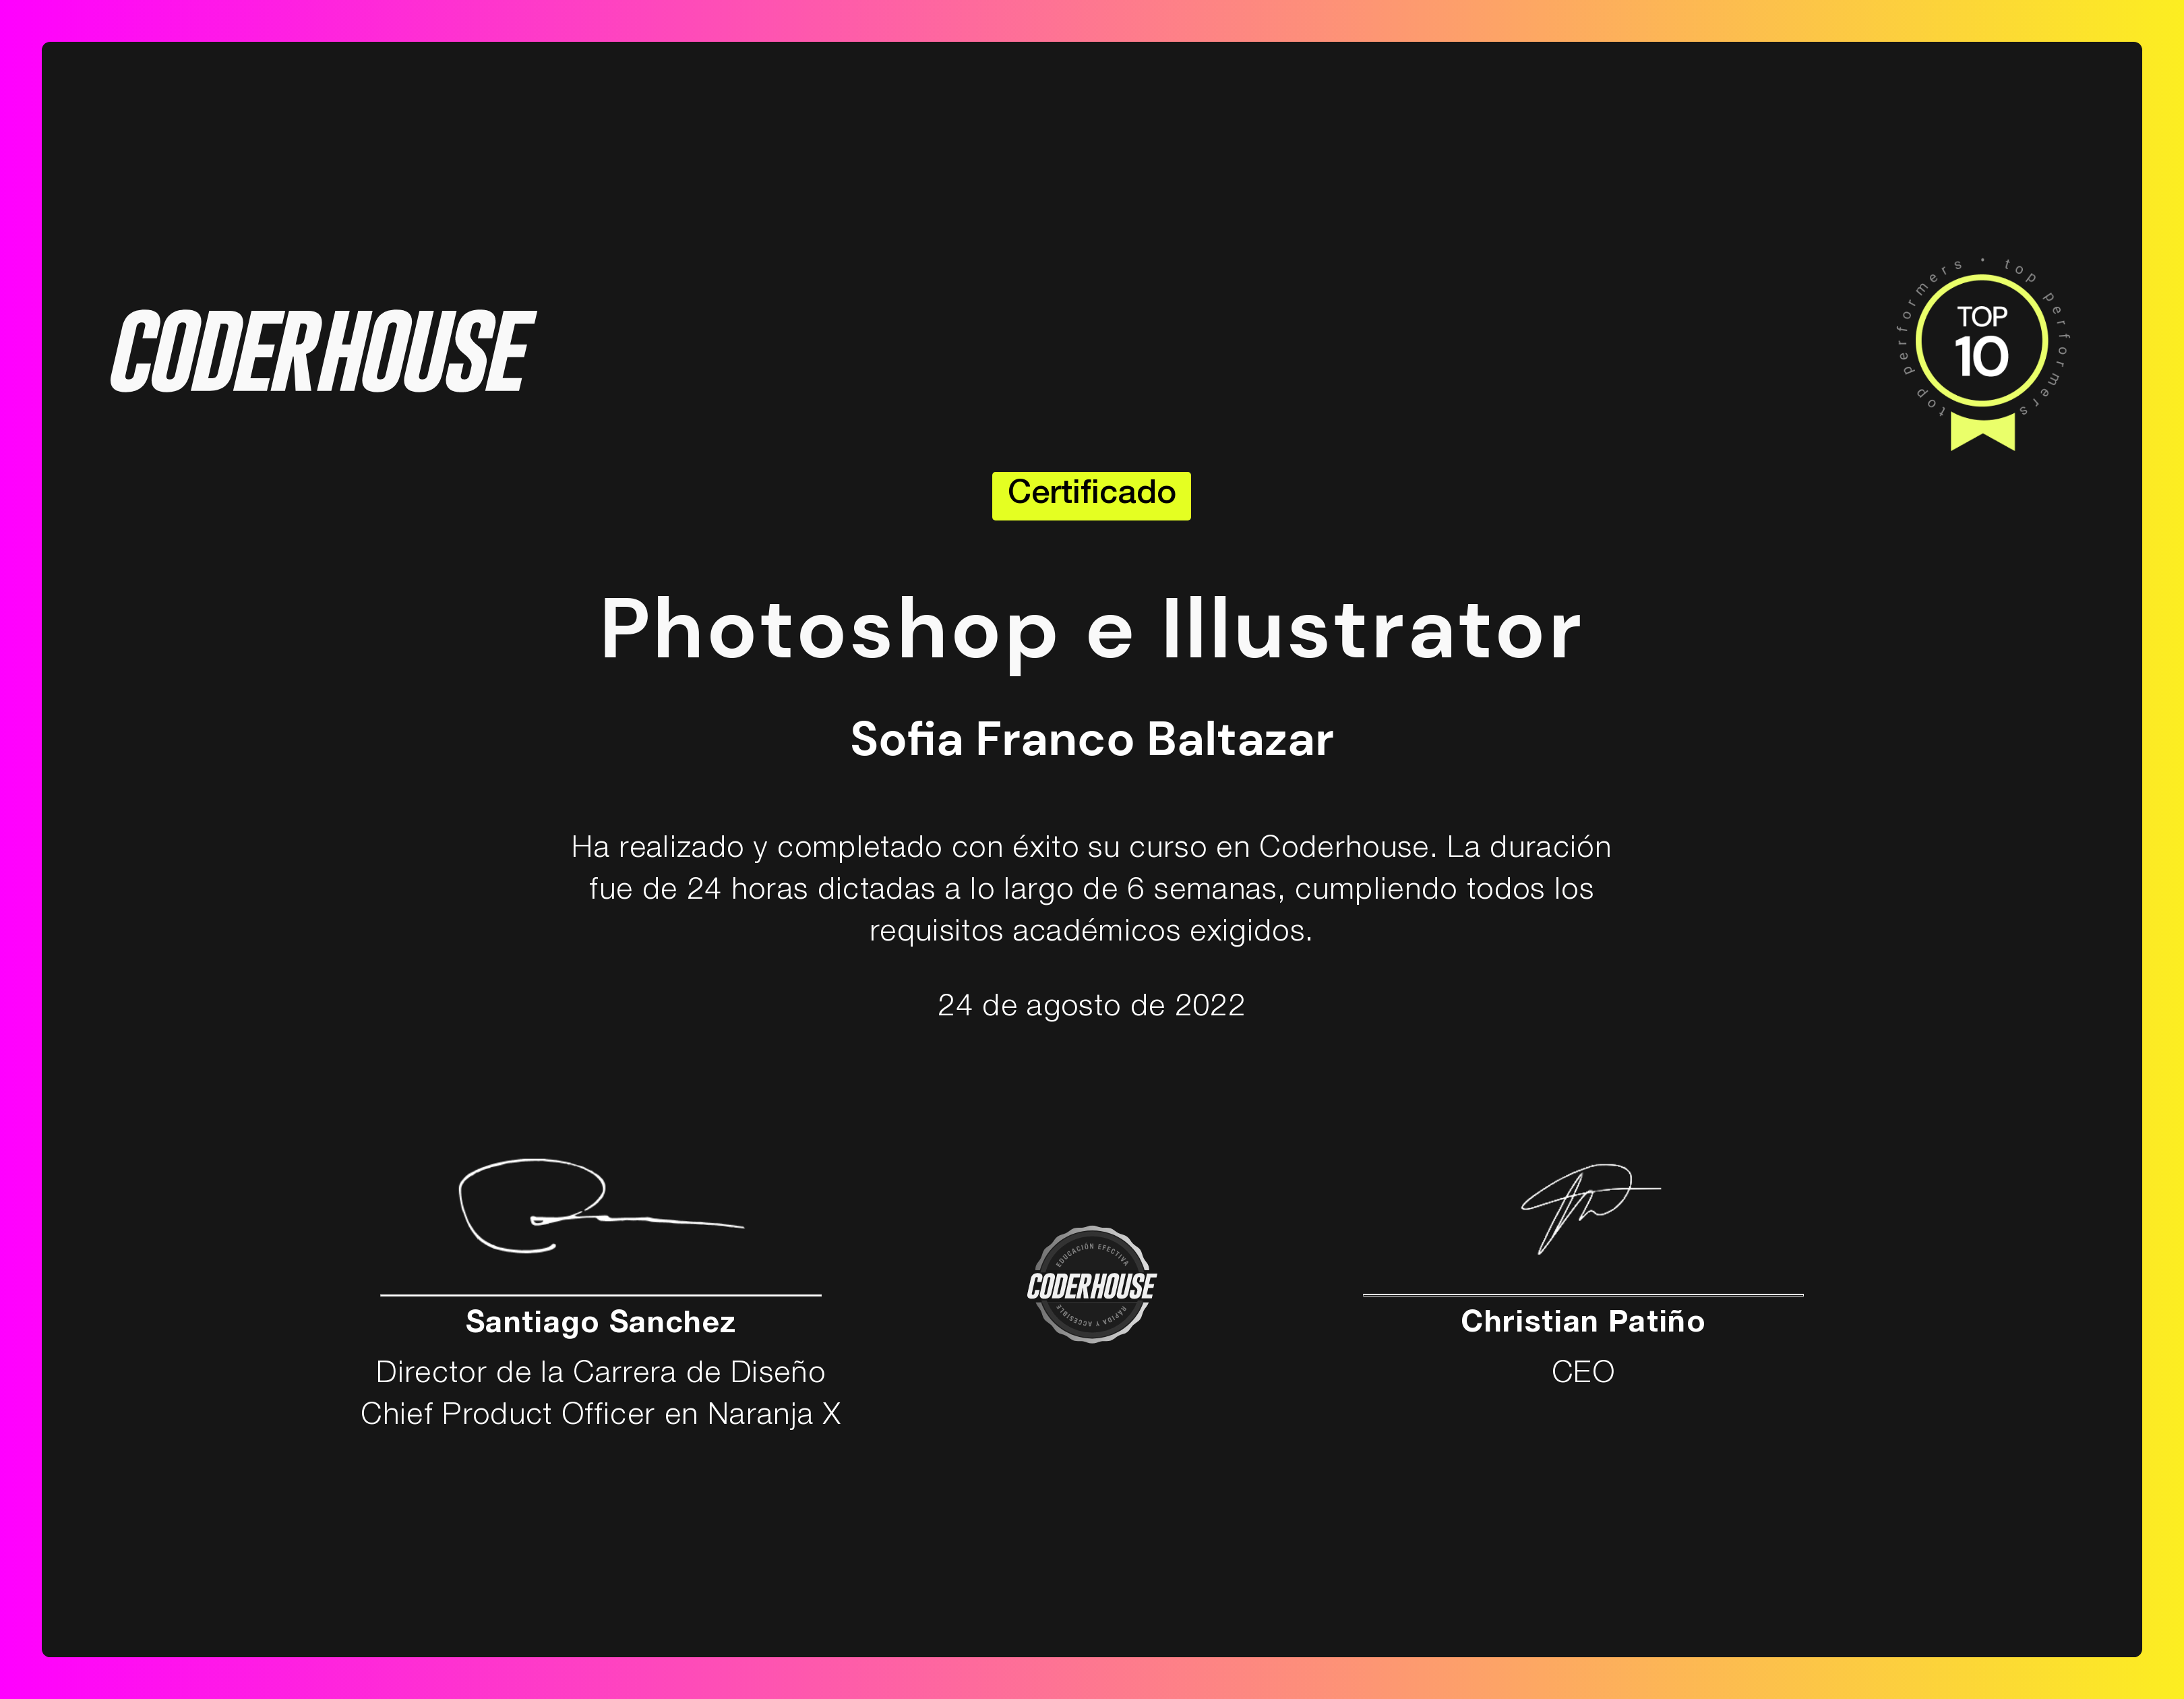 CODERHOUSE
top performers • top performers
TOP
10
Certificado
Photoshop e Illustrator
Sofia Franco Baltazar
Ha realizado y completado con éxito su curso en Coderhouse. La duración
fue de 24 horas dictadas a lo largo de 6 semanas, cumpliendo todos los
requisitos académicos exigidos.
24 de agosto de 2022
Santiago Sanchez
Director de la Carrera de Diseño
Chief Product Officer en Naranja X
EDUCACIÓN EFECTIVA
CODERHOUSE
RÁPIDA Y ACCESIBLE
Christian Patiño
CEO